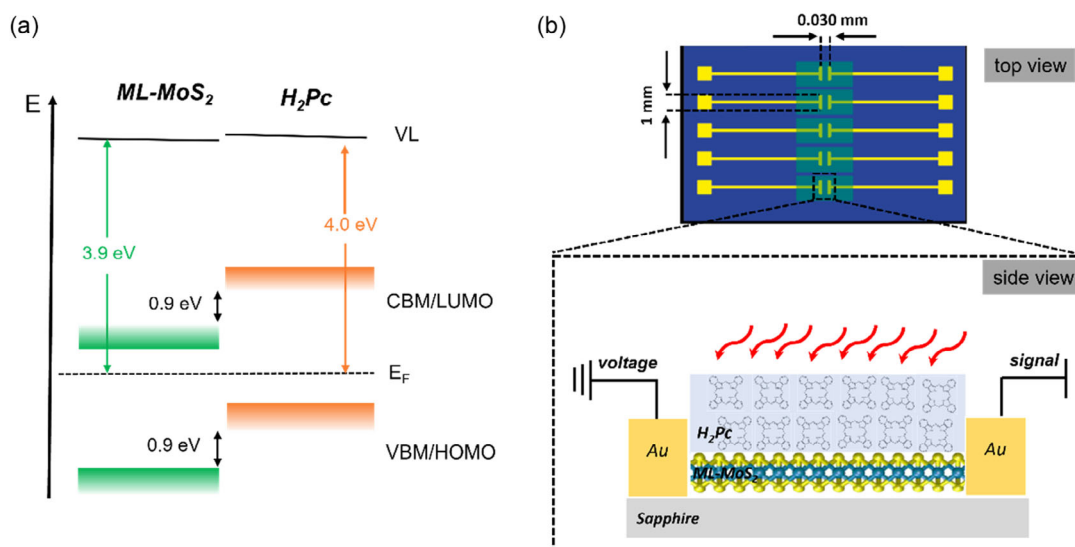 (a)
E
ML-MoS₂
H₂Pc
VL
3.9 eV
4.0 eV
0.9 eV
CBM/LUMO
E_F
0.9 eV
VBM/HOMO
(b)
0.030 mm
top view
1 mm
side view
voltage
signal
H₂Pc
Au
Au
ML-MoS₂
Sapphire